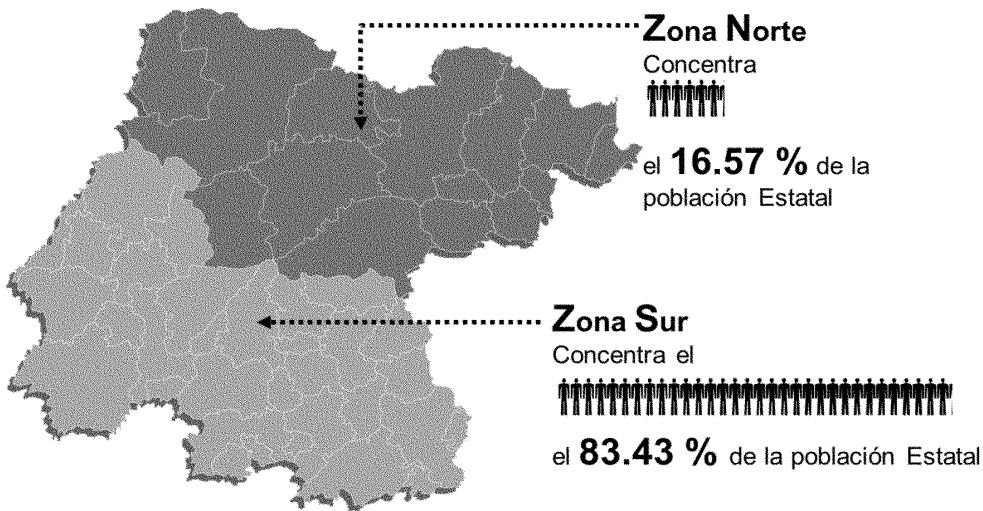 Zona Norte
Concentra
el 16.57 % de la
población Estatal
Zona Sur
Concentra el
el 83.43 % de la población Estatal